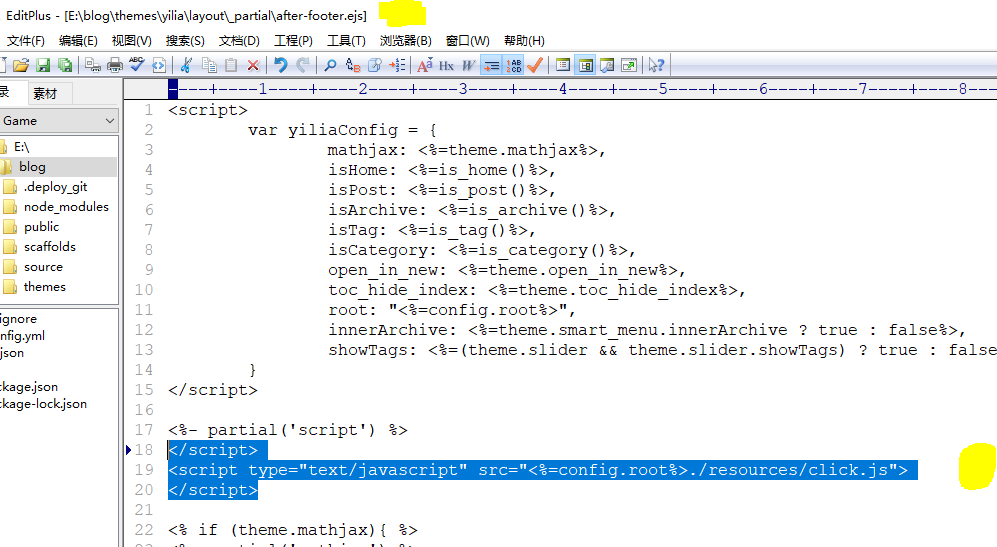 EditPlus - [E:\blog\themes\yilia\layout\_partial\after-footer.ejs]
文件(F) 编辑(E) 视图(V) 搜索(S) 文档(D) 工程(P) 工具(T) 浏览器(B) 窗口(W) 帮助(H)
录 素材
----+----1----+----2----+----3----+----4----+----5----+----6----+----7----+----8--
Game
E:\
blog
.deploy_git
node_modules
public
scaffolds
source
themes
ignore
nfig.yml
json
ckage.json
ckage-lock.json
1 <script>
2 var yiliaConfig = {
3 mathjax: <%=theme.mathjax%>,
4 isHome: <%=is_home()%>,
5 isPost: <%=is_post()%>,
6 isArchive: <%=is_archive()%>,
7 isTag: <%=is_tag()%>,
8 isCategory: <%=is_category()%>,
9 open_in_new: <%=theme.open_in_new%>,
10 toc_hide_index: <%=theme.toc_hide_index%>,
11 root: "<%=config.root%>",
12 innerArchive: <%=theme.smart_menu.innerArchive ? true : false%>,
13 showTags: <%=(theme.slider && theme.slider.showTags) ? true : false
14 }
15 </script>
16
17 <%- partial('script') %>
18 </script>
19 <script type="text/javascript" src="<%=config.root%>./resources/click.js">
20 </script>
21
22 <% if (theme.mathjax){ %>